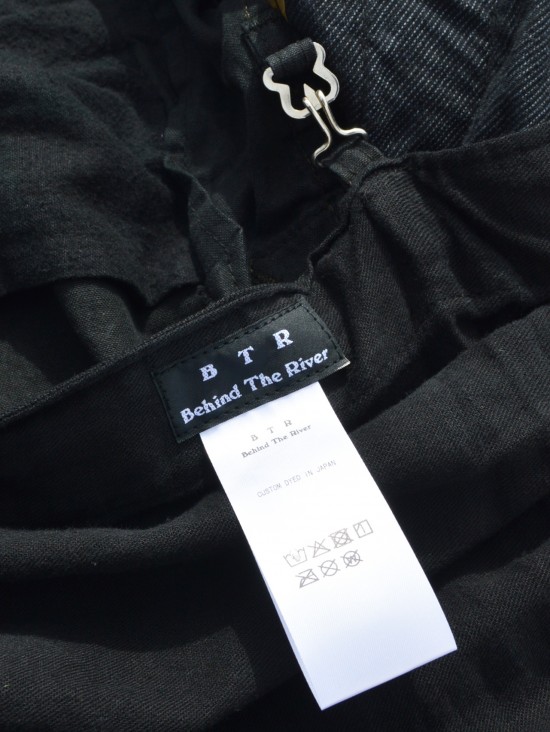 B T R
Behind The River
B T R
Behind The River
CUSTOM DYED IN JAPAN